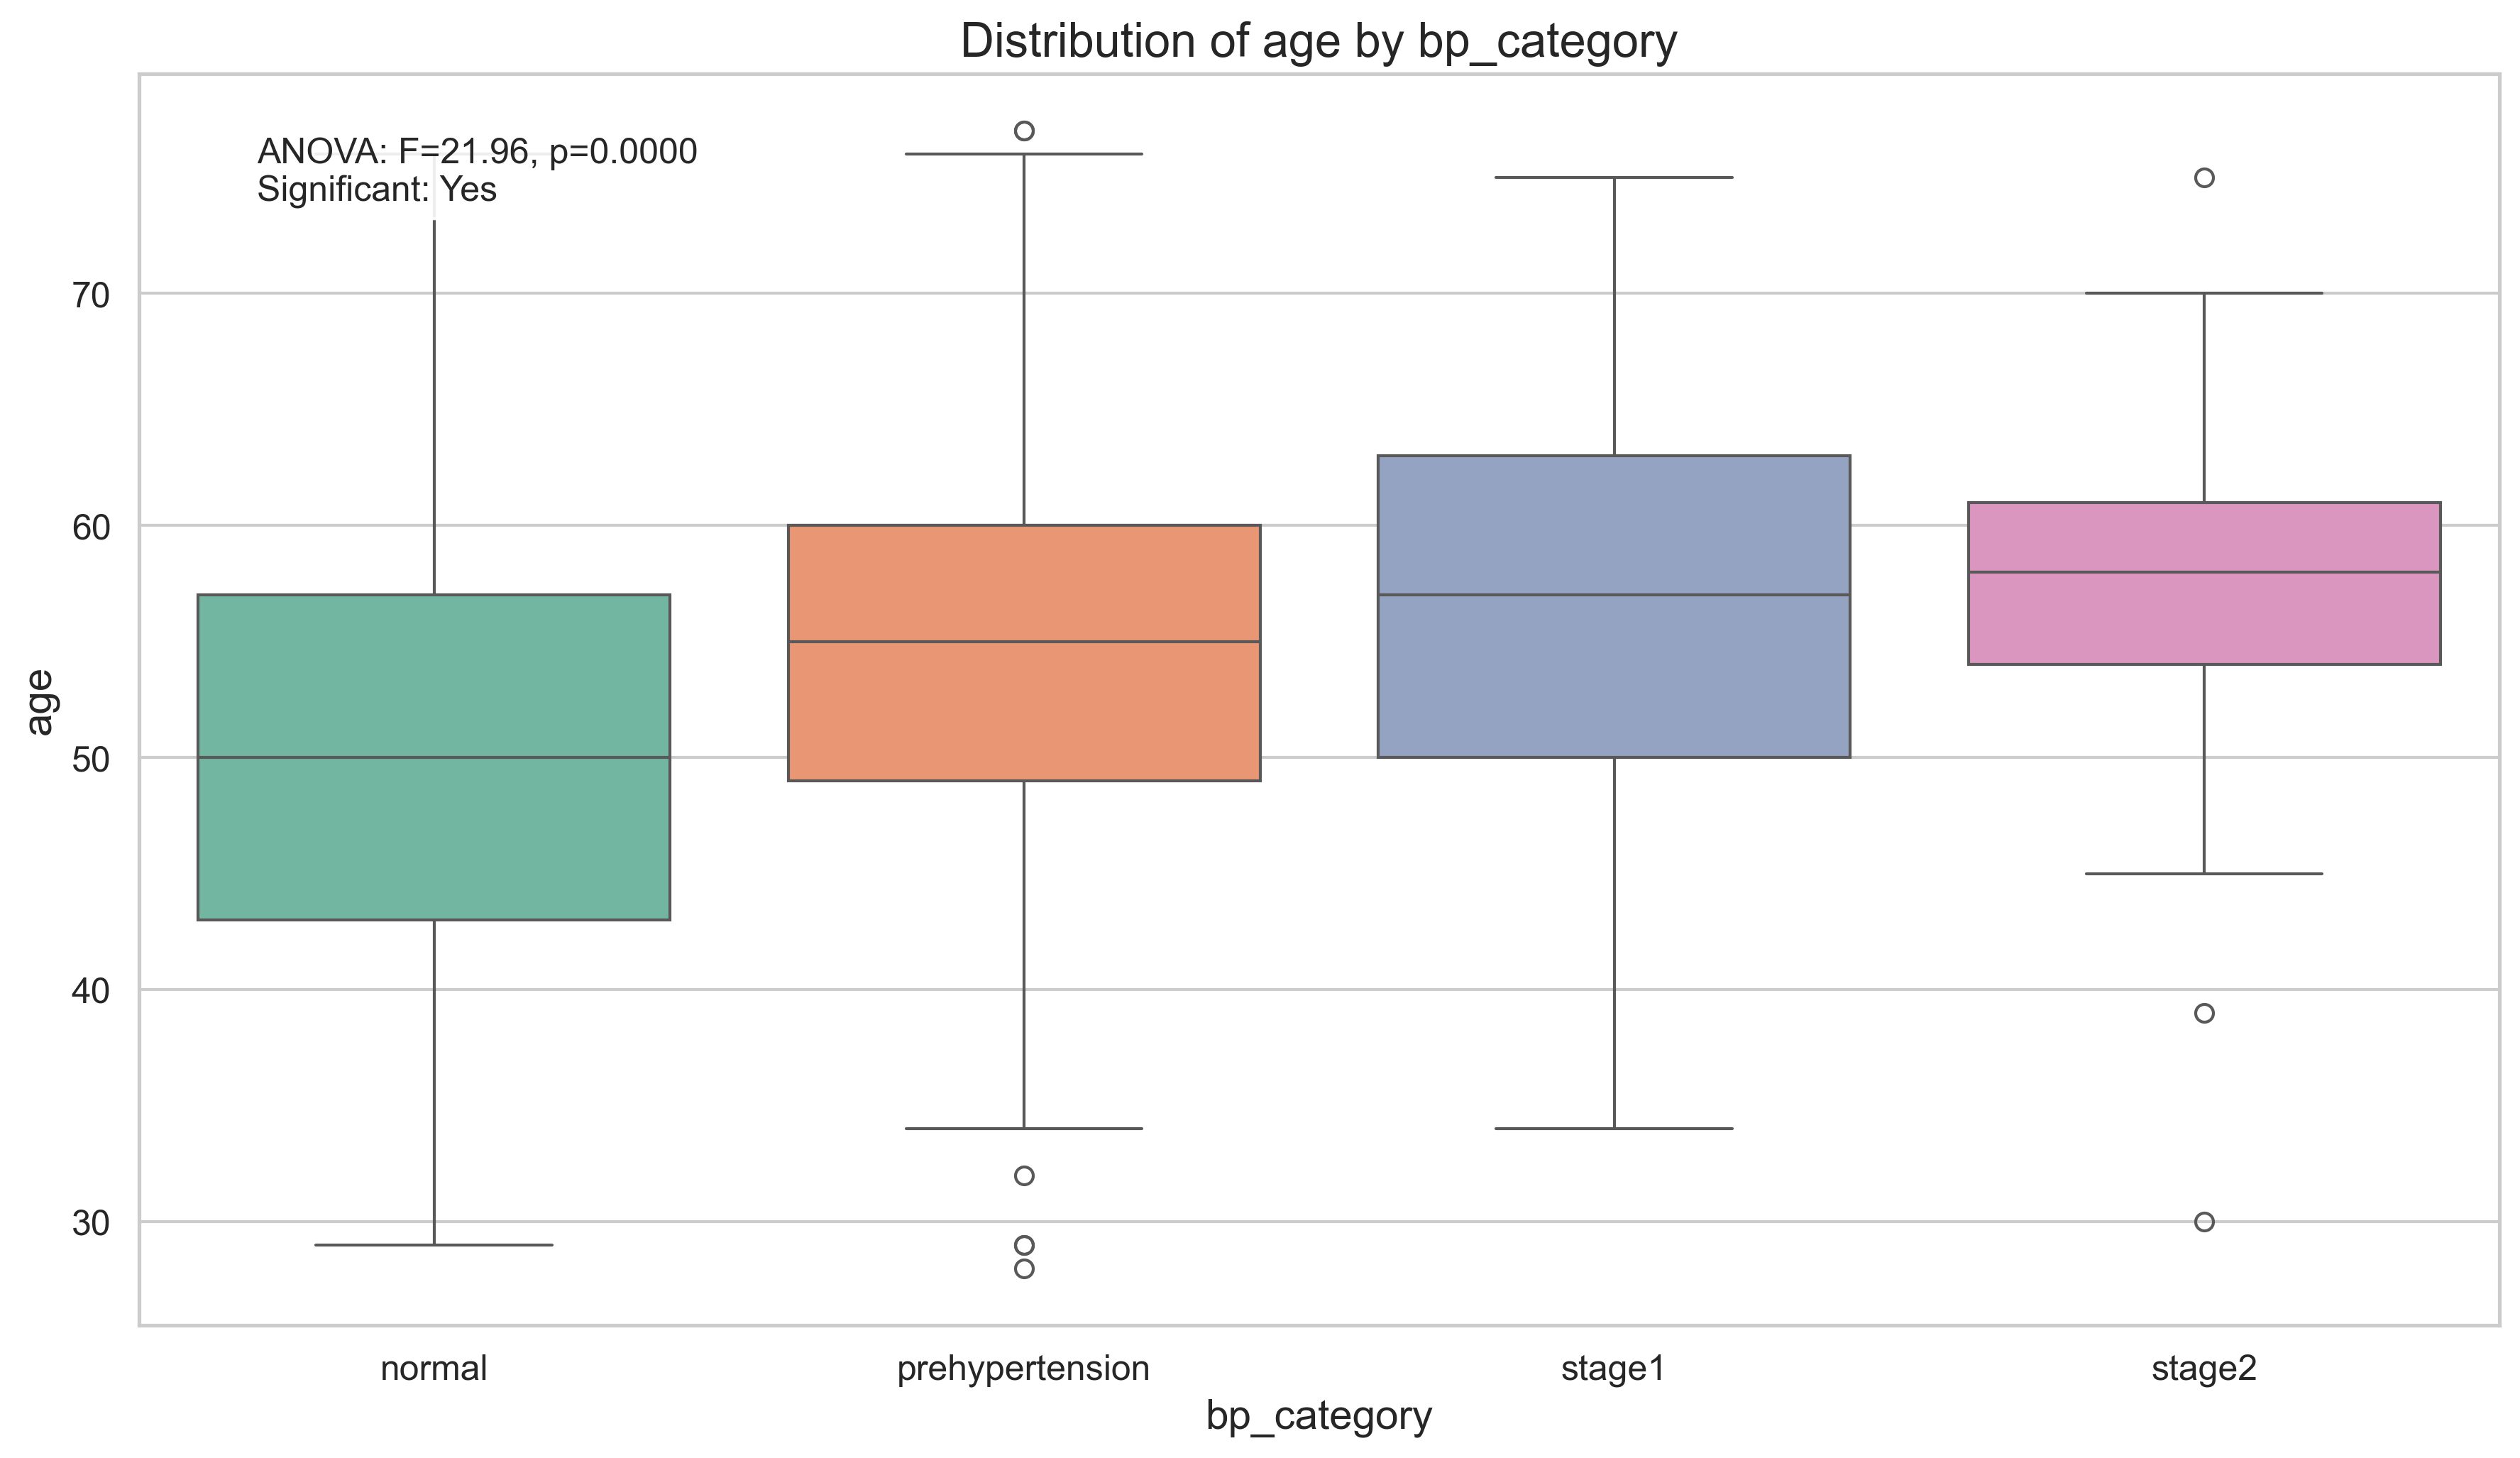 Distribution of age by bp_category
ANOVA: F=21.96, p=0.0000
Significant: Yes
70
60
50
40
30
age
normal
prehypertension
stage1
stage2
bp_category